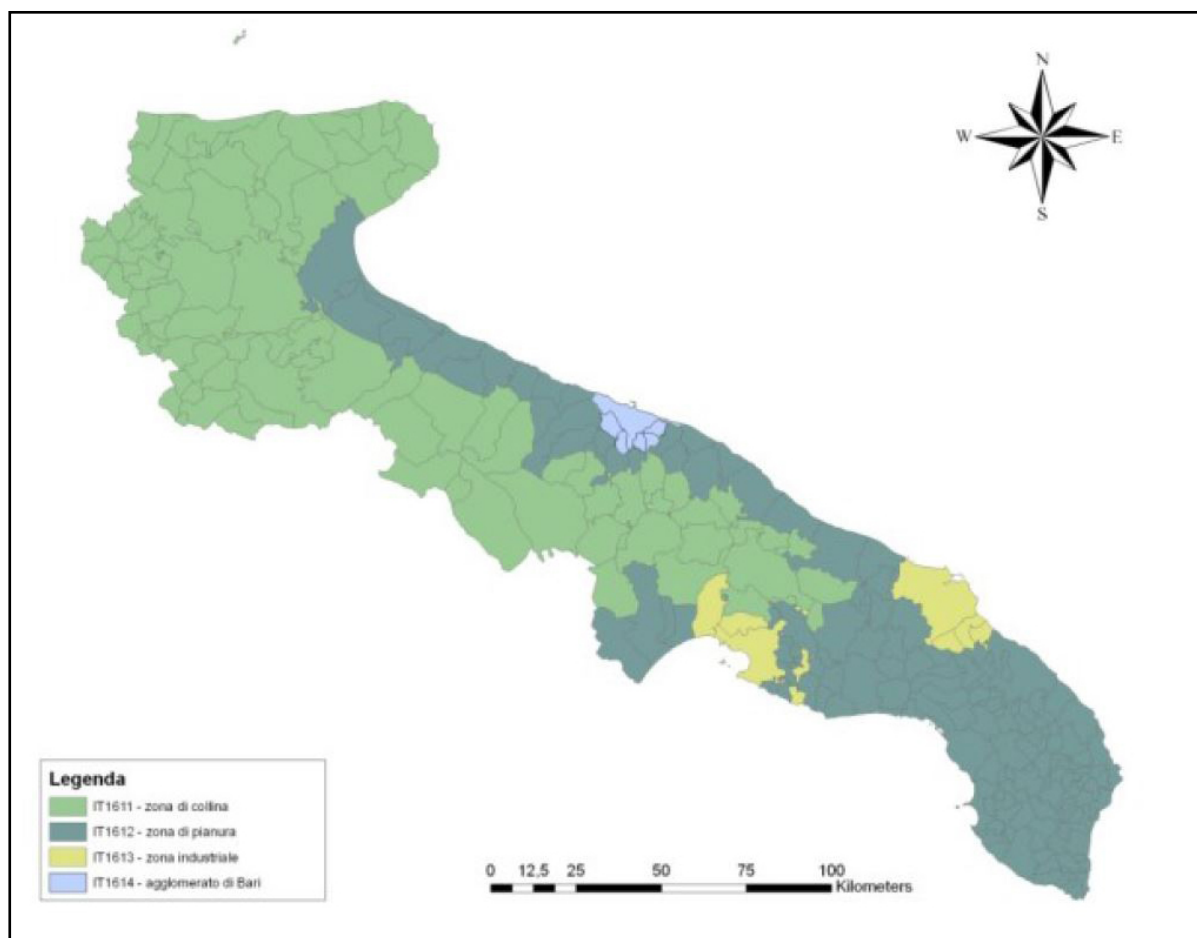 N
W E
S
Legenda
IT1611 - zona di collina
IT1612 - zona di pianura
IT1613 - zona industriale
IT1614 - agglomerato di Bari
0 12,5 25 50 75 100
Kilometers